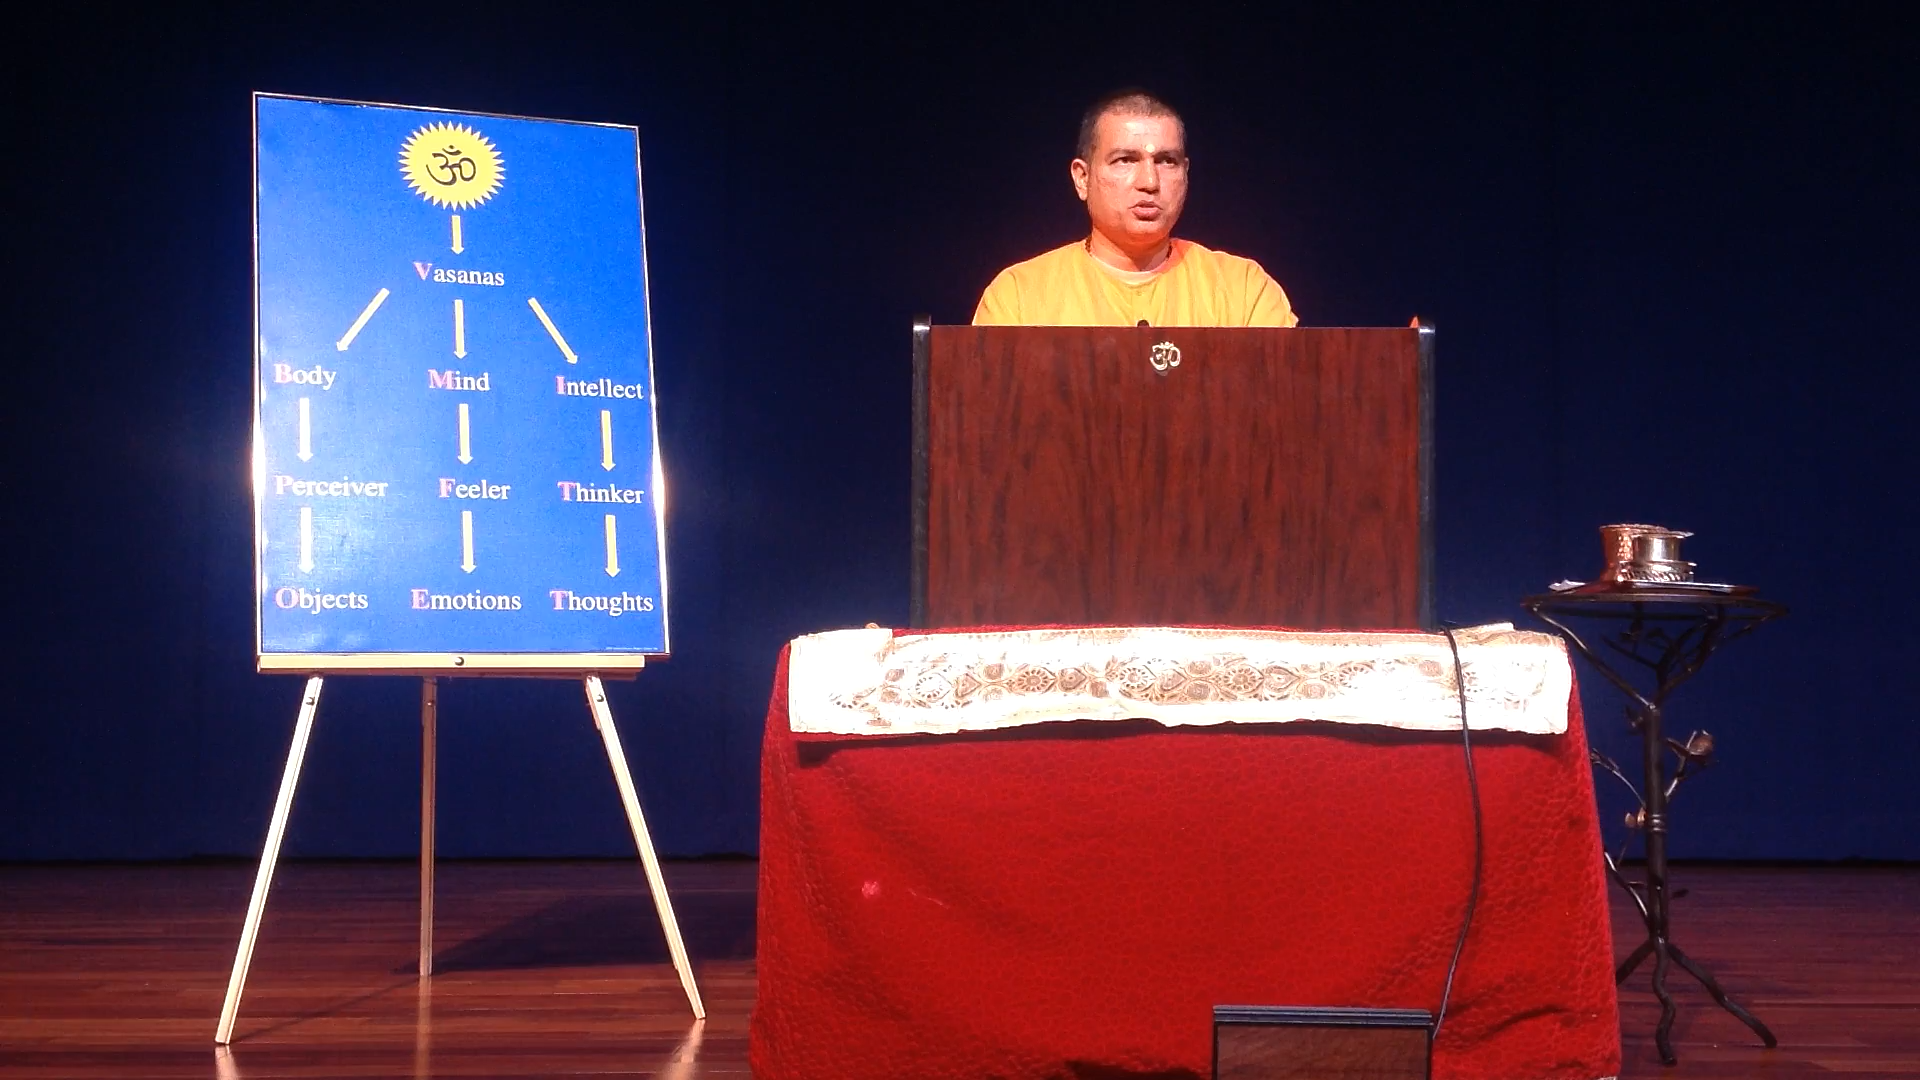 ॐ
Vasanas
Body Mind Intellect
Perceiver Feeler Thinker
Objects Emotions Thoughts
ॐ